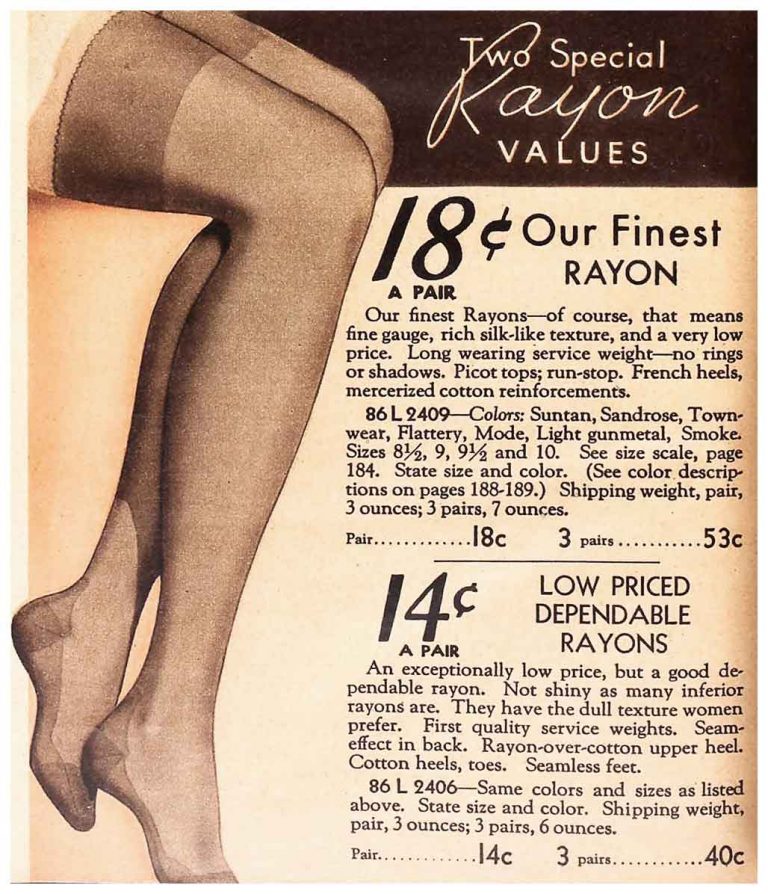 Two Special
Rayon
VALUES
18¢ Our Finest
A PAIR RAYON
Our finest Rayons—of course, that means
fine gauge, rich silk-like texture, and a very low
price. Long wearing service weight—no rings
or shadows. Picot tops; run-stop. French heels,
mercerized cotton reinforcements.
86 L 2409—Colors: Suntan, Sandrose, Town-
wear, Flattery, Mode, Light gunmetal, Smoke.
Sizes 8½, 9, 9½ and 10. See size scale, page
184. State size and color. (See color descrip-
tions on pages 188-189.) Shipping weight, pair,
3 ounces; 3 pairs, 7 ounces.
Pair.............18c 3 pairs...........53c
14¢ LOW PRICED
DEPENDABLE
A PAIR RAYONS
An exceptionally low price, but a good de-
pendable rayon. Not shiny as many inferior
rayons are. They have the dull texture women
prefer. First quality service weights. Seam-
effect in back. Rayon-over-cotton upper heel.
Cotton heels, toes. Seamless feet.
86 L 2406—Same colors and sizes as listed
above. State size and color. Shipping weight,
pair, 3 ounces; 3 pairs, 6 ounces.
Pair.............14c 3 pairs............40c